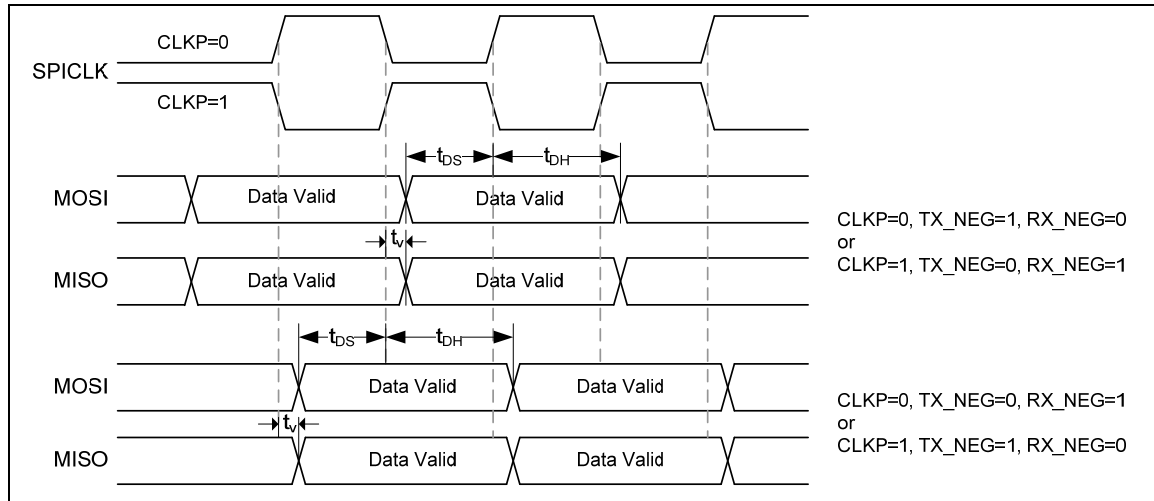 CLKP=0
SPICLK
CLKP=1
tDS tDH
MOSI Data Valid Data Valid
CLKP=0, TX_NEG=1, RX_NEG=0
tv
or
MISO Data Valid Data Valid
CLKP=1, TX_NEG=0, RX_NEG=1
tDS tDH
MOSI Data Valid Data Valid
CLKP=0, TX_NEG=0, RX_NEG=1
tv
or
MISO Data Valid Data Valid
CLKP=1, TX_NEG=1, RX_NEG=0